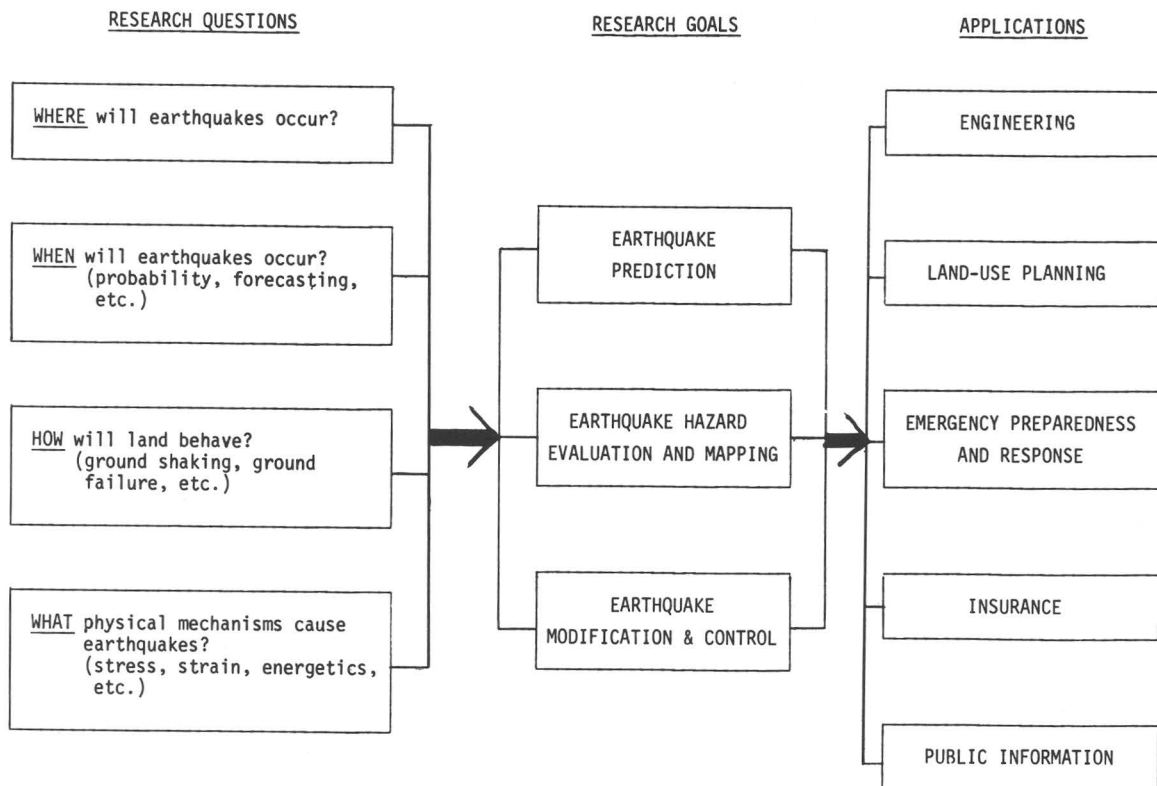 RESEARCH QUESTIONS
RESEARCH GOALS
APPLICATIONS
WHERE will earthquakes occur?
WHEN will earthquakes occur?
(probability, forecasting,
etc.)
HOW will land behave?
(ground shaking, ground
failure, etc.)
WHAT physical mechanisms cause
earthquakes?
(stress, strain, energetics,
etc.)
EARTHQUAKE
PREDICTION
EARTHQUAKE HAZARD
EVALUATION AND MAPPING
EARTHQUAKE
MODIFICATION & CONTROL
ENGINEERING
LAND-USE PLANNING
EMERGENCY PREPAREDNESS
AND RESPONSE
INSURANCE
PUBLIC INFORMATION